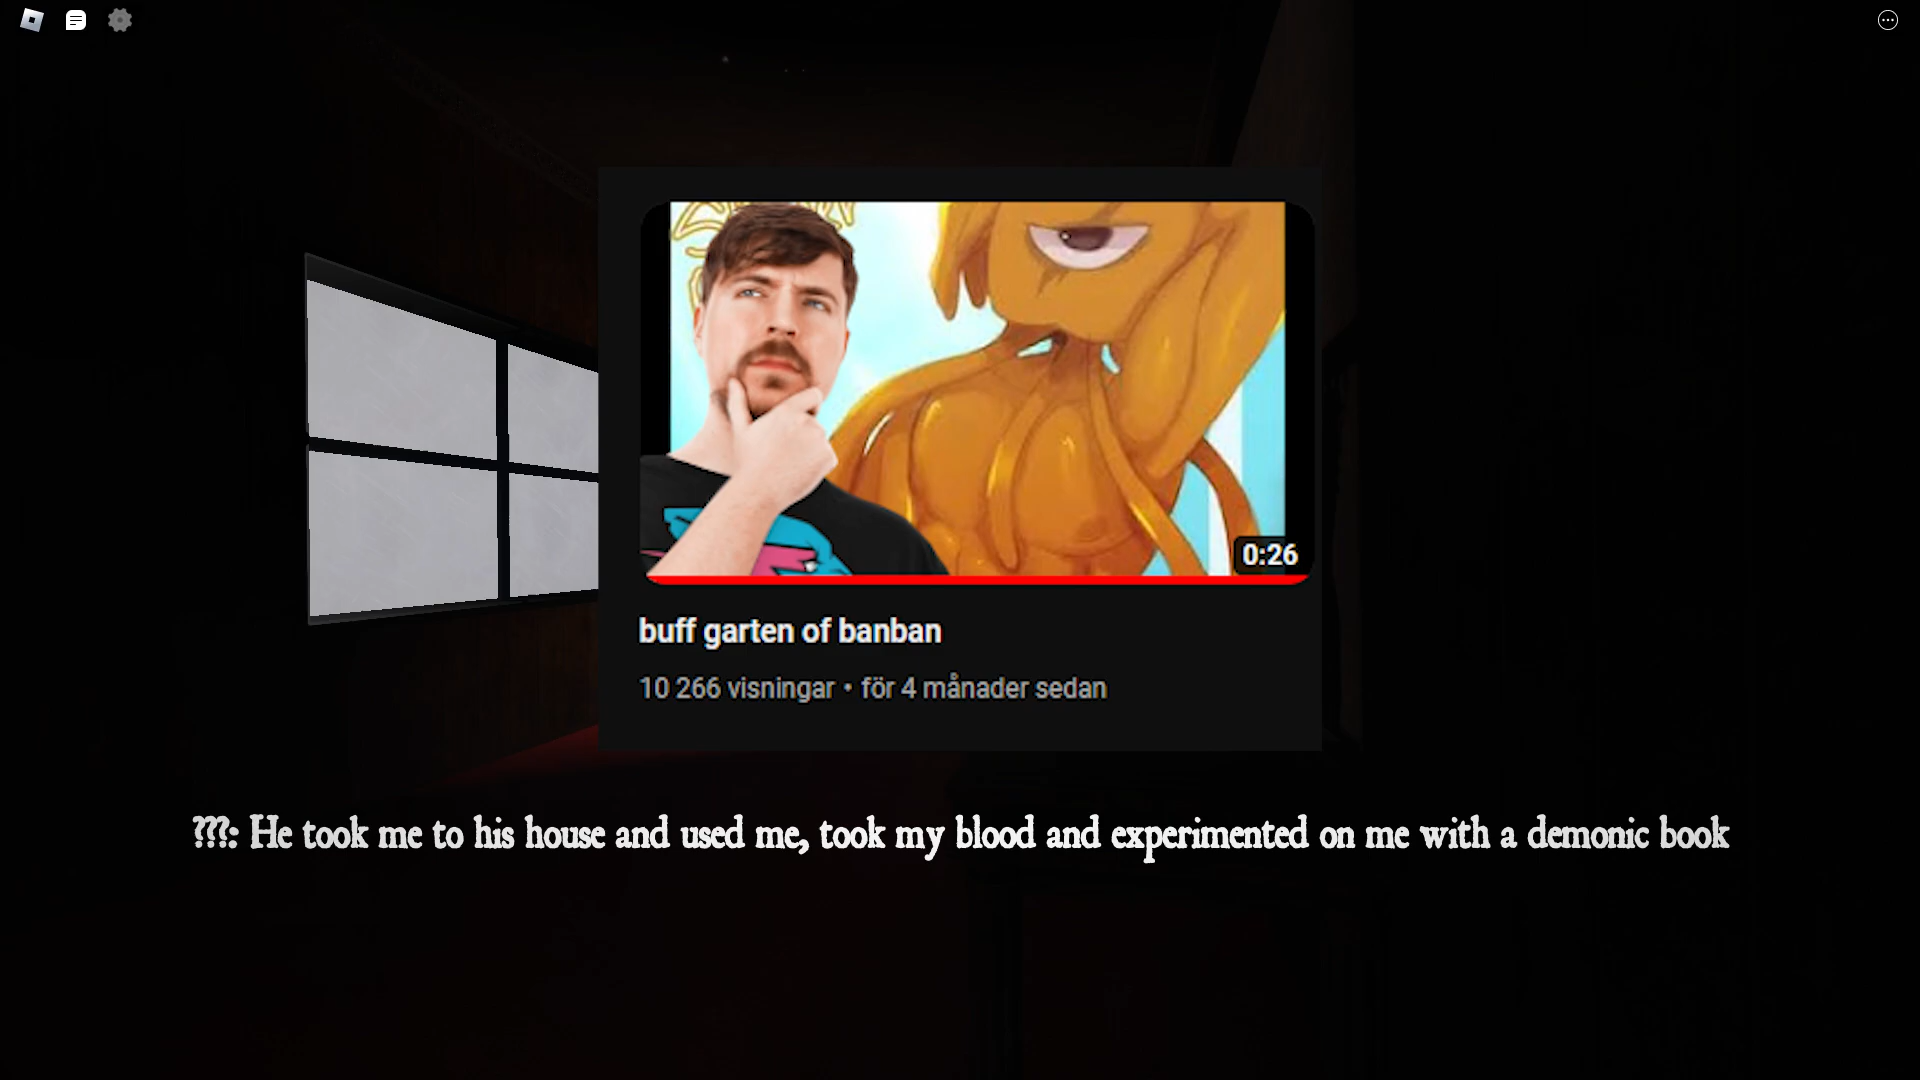 0:26
buff garten of banban
10 266 visningar • för 4 månader sedan
???: He took me to his house and used me, took my blood and experimented on me with a demonic book